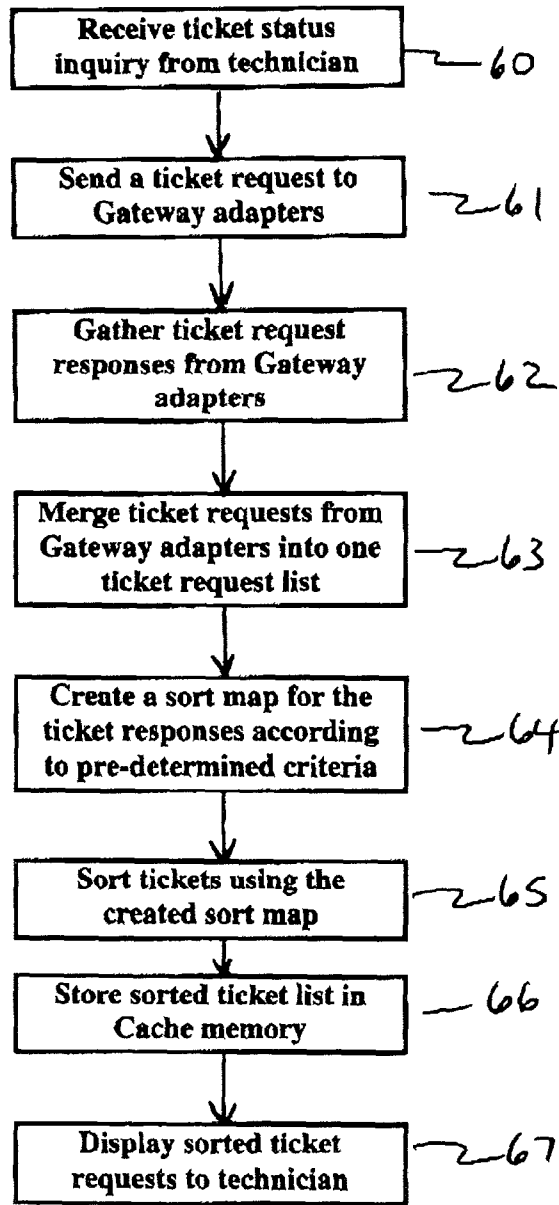 Receive ticket status
inquiry from technician
60
Send a ticket request to
Gateway adapters
61
Gather ticket request
responses from Gateway
adapters
62
Merge ticket requests from
Gateway adapters into one
ticket request list
63
Create a sort map for the
ticket responses according
to pre-determined criteria
64
Sort tickets using the
created sort map
65
Store sorted ticket list in
Cache memory
66
Display sorted ticket
requests to technician
67